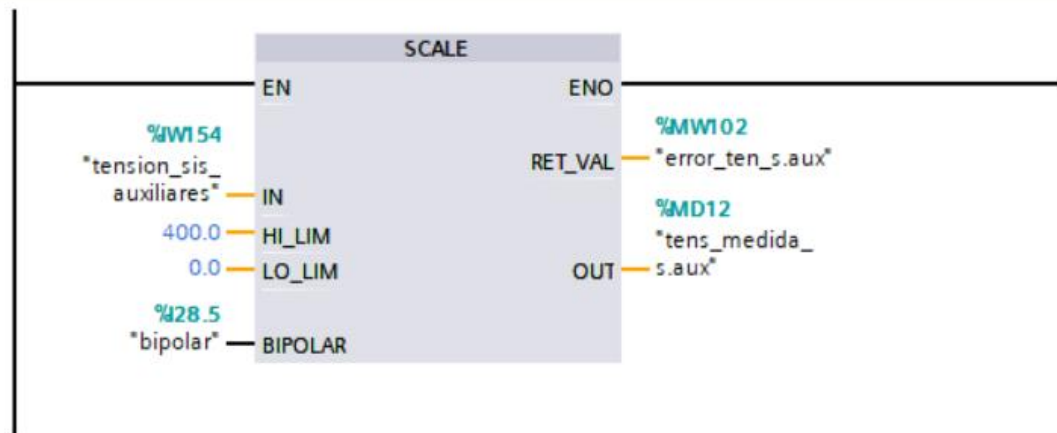 SCALE
EN
ENO
%IW154
"tension_sis_
auxiliares"
IN
400.0
HI_LIM
0.0
LO_LIM
%I28.5
"bipolar"
BIPOLAR
RET_VAL
%MW102
"error_ten_s.aux"
OUT
%MD12
"tens_medida_
s.aux"